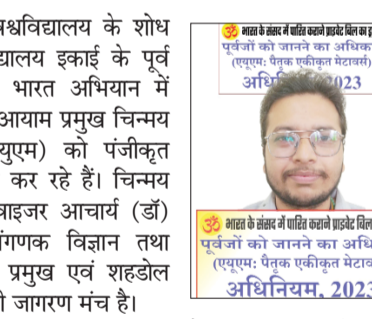 श्वविद्यालय के शोध
द्यालय इकाई के पूर्व
भारत अभियान में
आयाम प्रमुख चिन्मय
युएम) को पंजीकृत
कर रहे हैं। चिन्मय
वाइजर आचार्य (डॉ)
गणक विज्ञान तथा
प्रमुख एवं शहडोल
जागरण मंच है।
ॐ भारत के संसद में पारित कराने प्राइवेट बिल का
पूर्वजों को जानने का अधिका
(एयूएम: पैतृक एकीकृत मेटावर्स)
अधि 2023
ॐ भारत के संसद में पारित कराने प्राइवेट बिल
पूर्वजों को जानने का अधि
(एयूएम: पैतृक एकीकृत मेटाव
अधिनियम, 2023